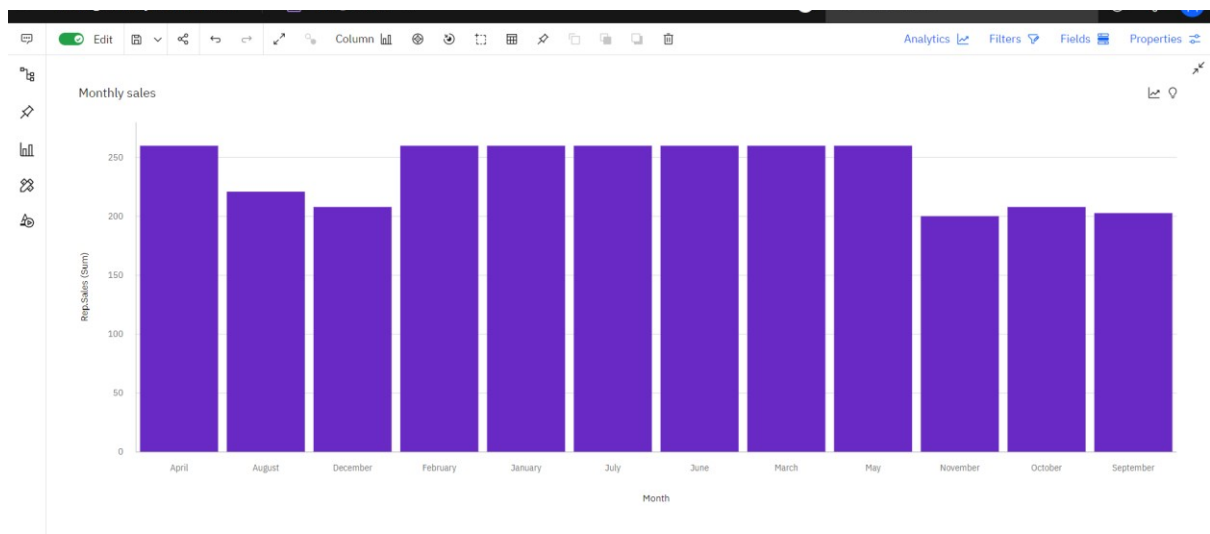 Edit Column Analytics Filters Fields Properties
Monthly sales
250
200
150
100
50
0
Rep.Sales (Sum)
April August December February January July June March May November October September
Month